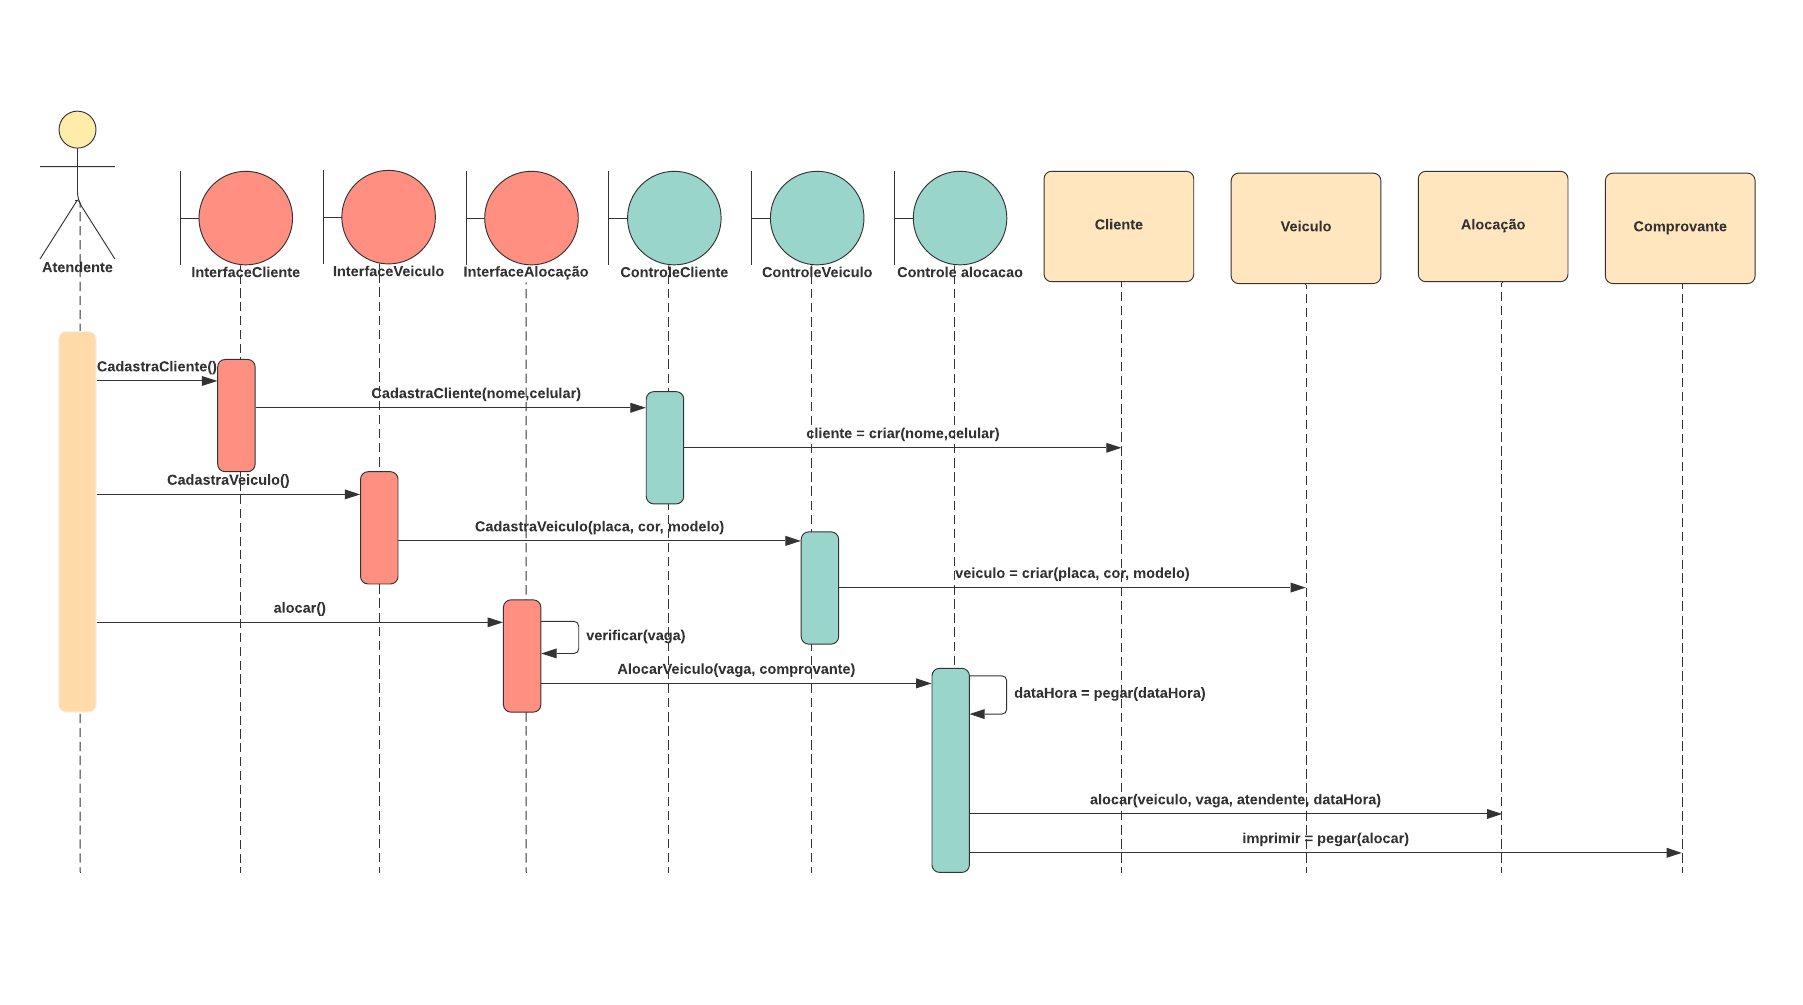 Atendente
InterfaceCliente
InterfaceVeiculo
InterfaceAlocação
ControleCliente
ControleVeiculo
Controle alocacao
Cliente
Veiculo
Alocação
Comprovante
CadastraCliente()
CadastraCliente(nome,celular)
cliente = criar(nome,celular)
CadastraVeiculo()
CadastraVeiculo(placa, cor, modelo)
veiculo = criar(placa, cor, modelo)
alocar()
verificar(vaga)
AlocarVeiculo(vaga, comprovante)
dataHora = pegar(dataHora)
alocar(veiculo, vaga, atendente, dataHora)
imprimir = pegar(alocar)